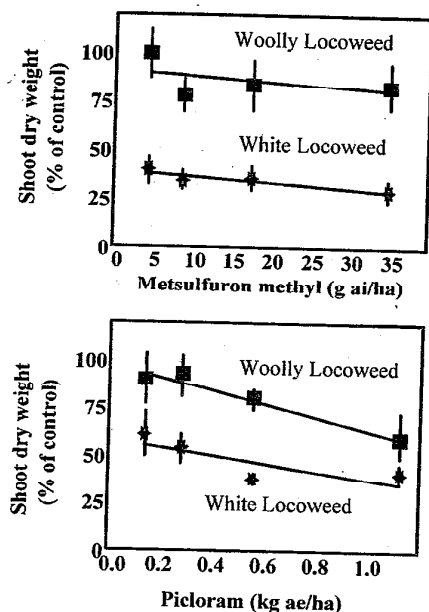 Shoot dry weight
(% of control)
100
75
50
25
0
Woolly Locoweed
White Locoweed
0 5 10 15 20 25 30 35 40
Metsulfuron methyl (g ai/ha)
Shoot dry weight
(% of control)
100
75
50
25
0
Woolly Locoweed
White Locoweed
0.0 0.2 0.4 0.6 0.8 1.0
Picloram (kg ae/ha)